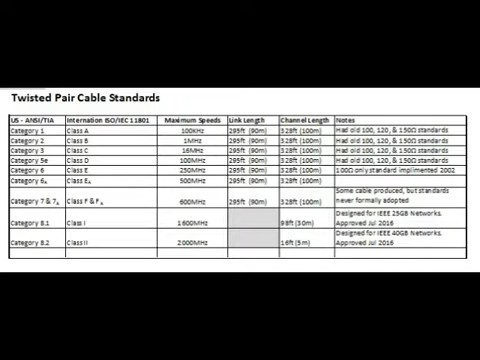 Twisted Pair Cable Standards
US - ANSI/TIA Internation ISO/IEC 11801 Maximum Speeds Link Length Channel Length Notes
Category 1 Class A 100KHz 295ft (90m) 328ft (100m) Had old 100, 120, & 150Ω standards
Category 2 Class B 1MHz 295ft (90m) 328ft (100m) Had old 100, 120, & 150Ω standards
Category 3 Class C 16MHz 295ft (90m) 328ft (100m) Had old 100, 120, & 150Ω standards
Category 5e Class D 100MHz 295ft (90m) 328ft (100m) Had old 100, 120, & 150Ω standards
Category 6 Class E 250MHz 295ft (90m) 328ft (100m) 100Ω only standard implimented 2002
Category 6A Class EA 500MHz 295ft (90m) 328ft (100m)
Category 7 & 7A Class F & FA 600MHz 295ft (90m) 328ft (100m) Some cable produced, but standards
never formally adopted
Category 8.1 Class I 1600MHz 98ft (30m) Designed for IEEE 25GB Networks.
Approved Jul 2016
Category 8.2 Class II 2000MHz 16ft (5m) Designed for IEEE 40GB Networks.
Approved Jul 2016